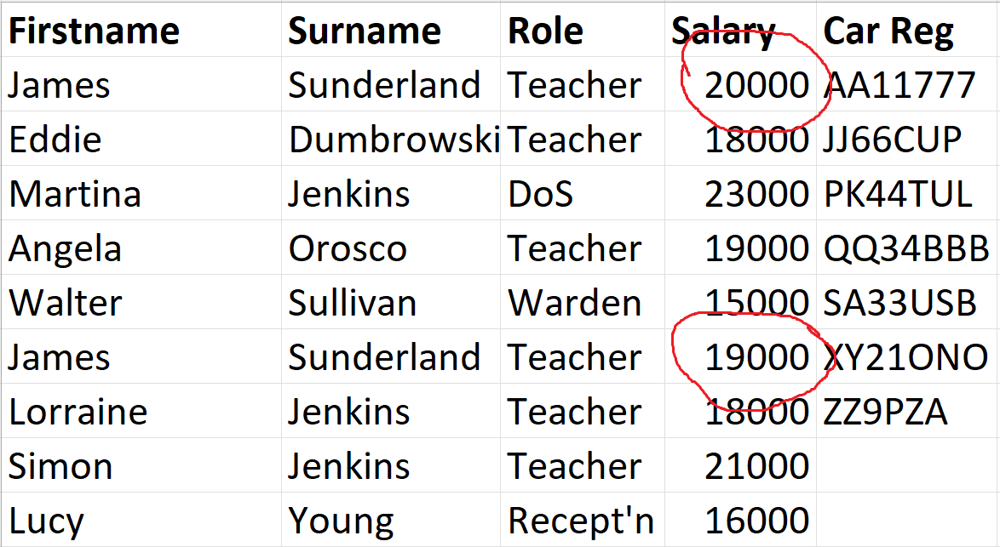 Firstname Surname Role Salary Car Reg
James Sunderland Teacher 20000 AA11777
Eddie Dumbrowski Teacher 18000 JJ66CUP
Martina Jenkins DoS 23000 PK44TUL
Angela Orosco Teacher 19000 QQ34BBB
Walter Sullivan Warden 15000 SA33USB
James Sunderland Teacher 19000 XY21ONO
Lorraine Jenkins Teacher 18000 ZZ9PZA
Simon Jenkins Teacher 21000
Lucy Young Recept'n 16000